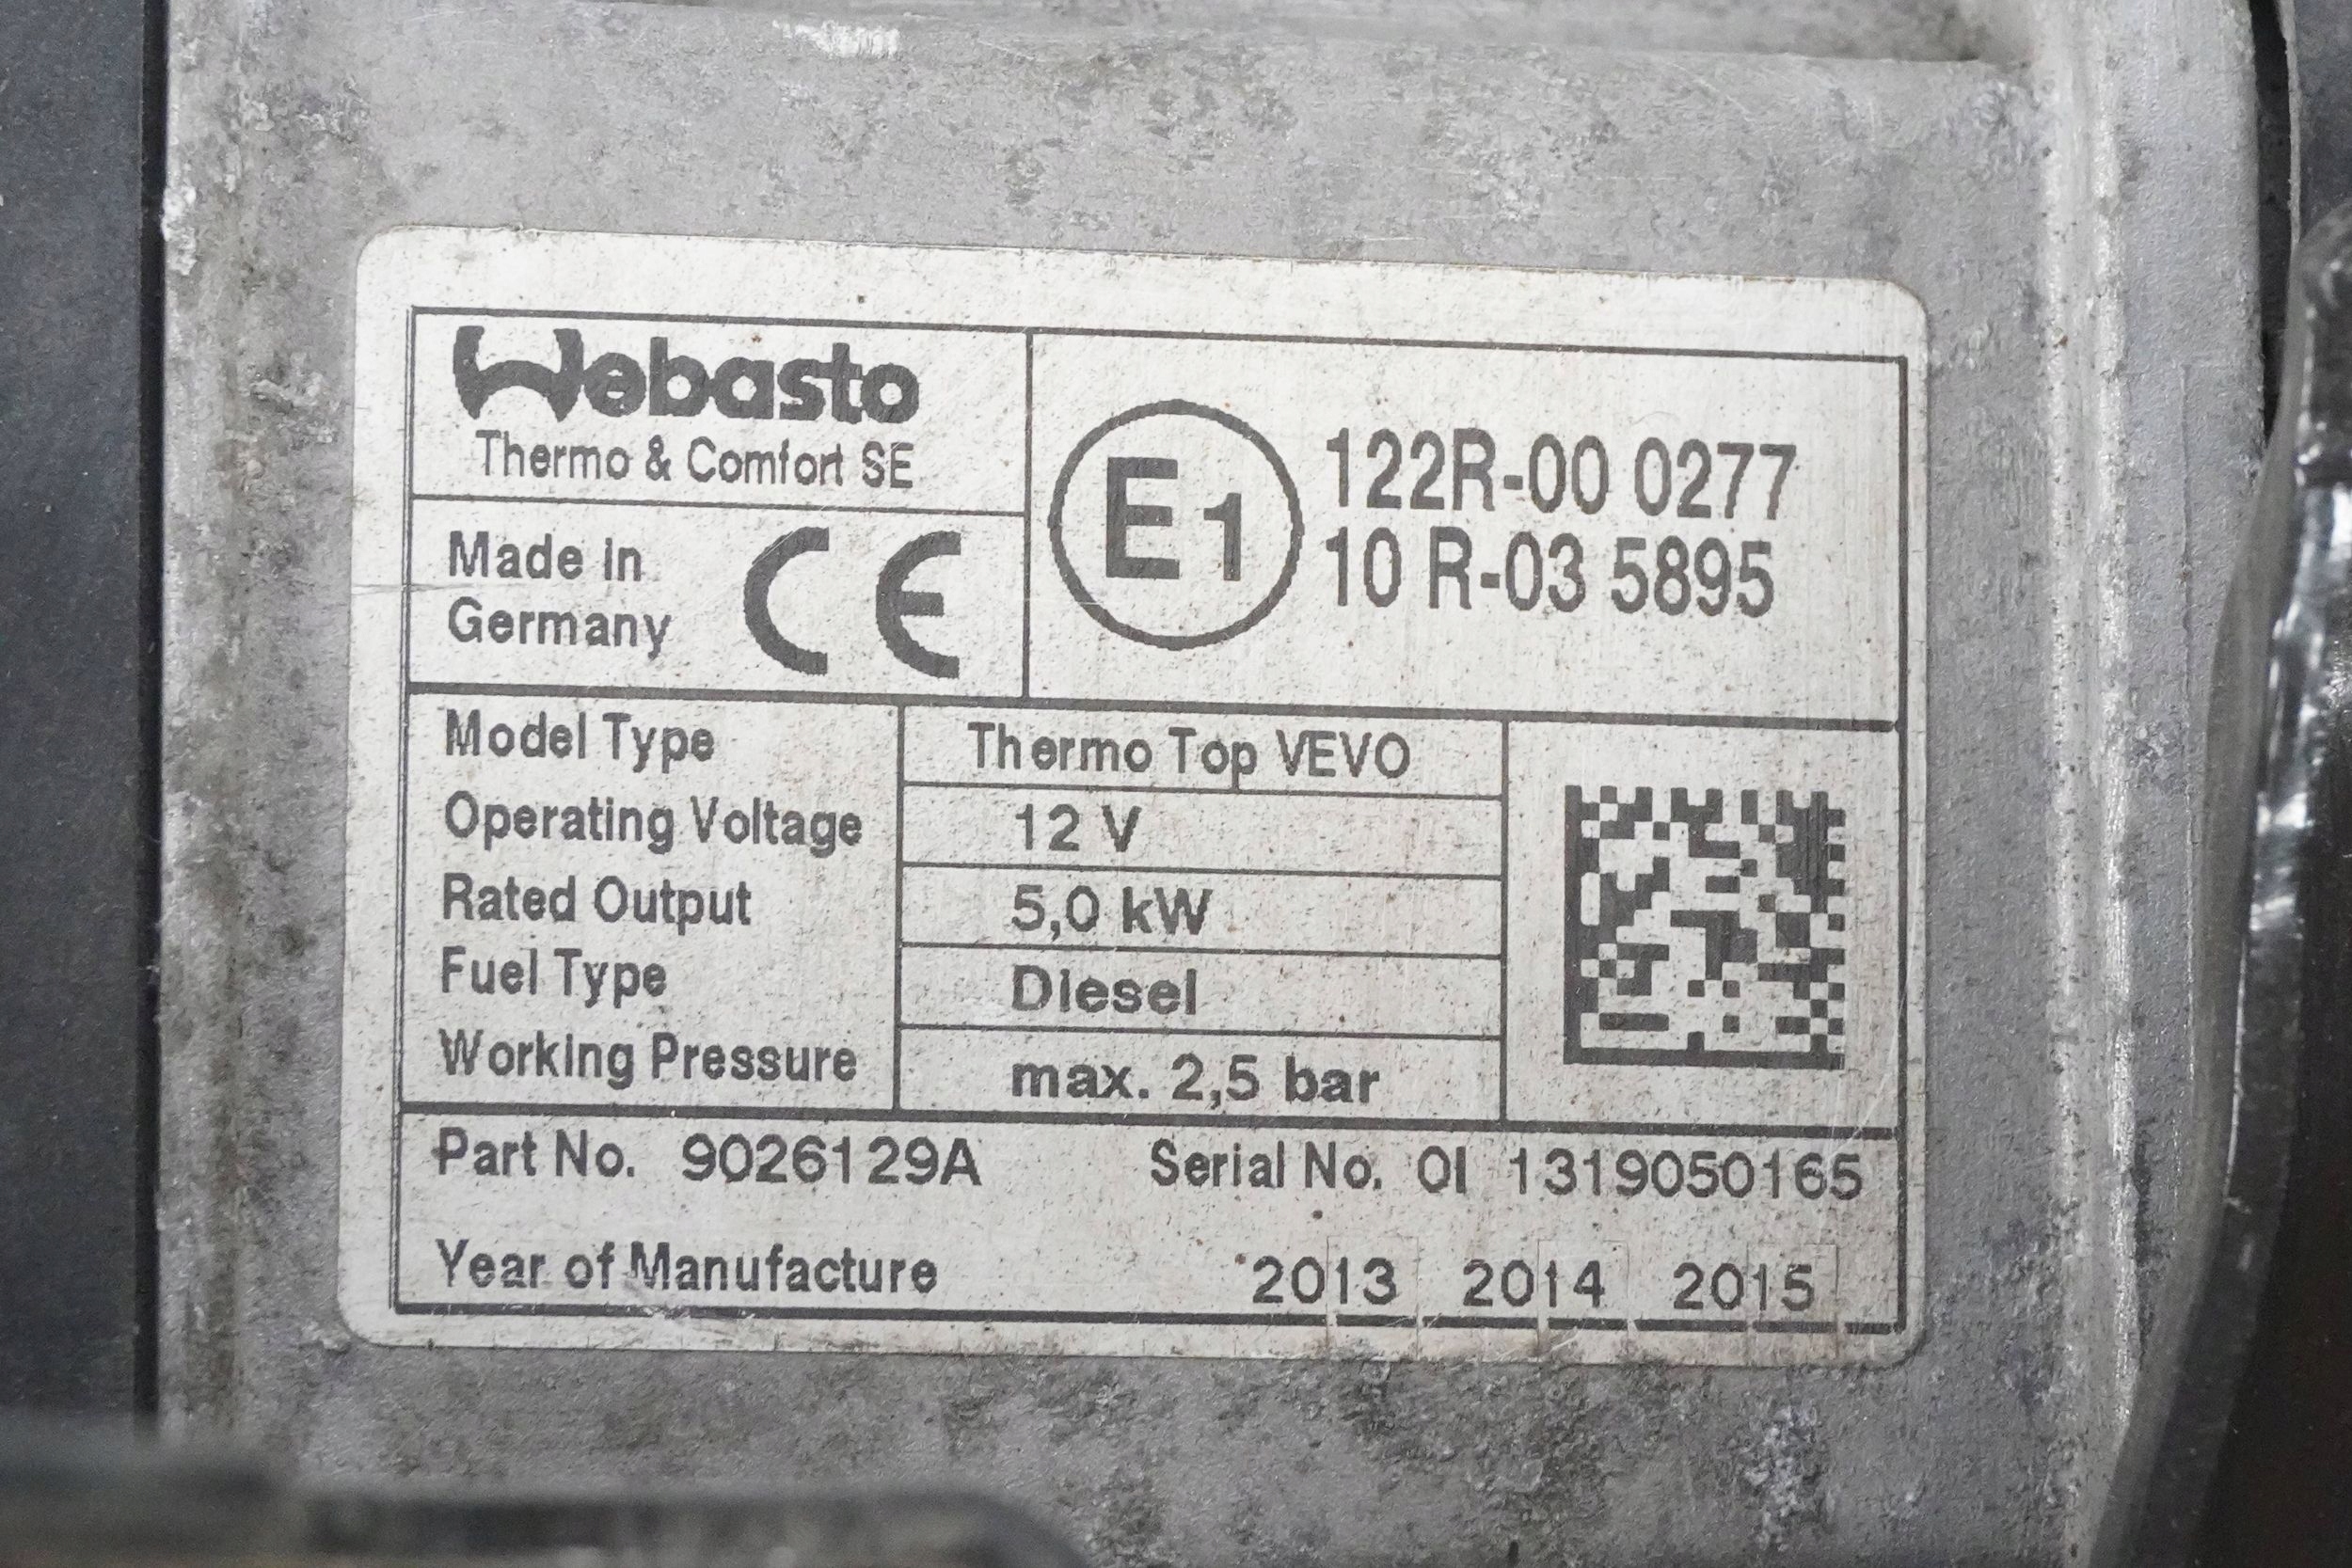 Webasto
Thermo & Comfort SE
Made in
Germany
CE
E1
122R-00 0277
10 R-03 5895
Model Type Thermo Top VEVO
Operating Voltage 12 V
Rated Output 5,0 kW
Fuel Type Diesel
Working Pressure max. 2,5 bar
Part No. 9026129A Serial No. 01 1319050165
Year of Manufacture 2013 2014 2015